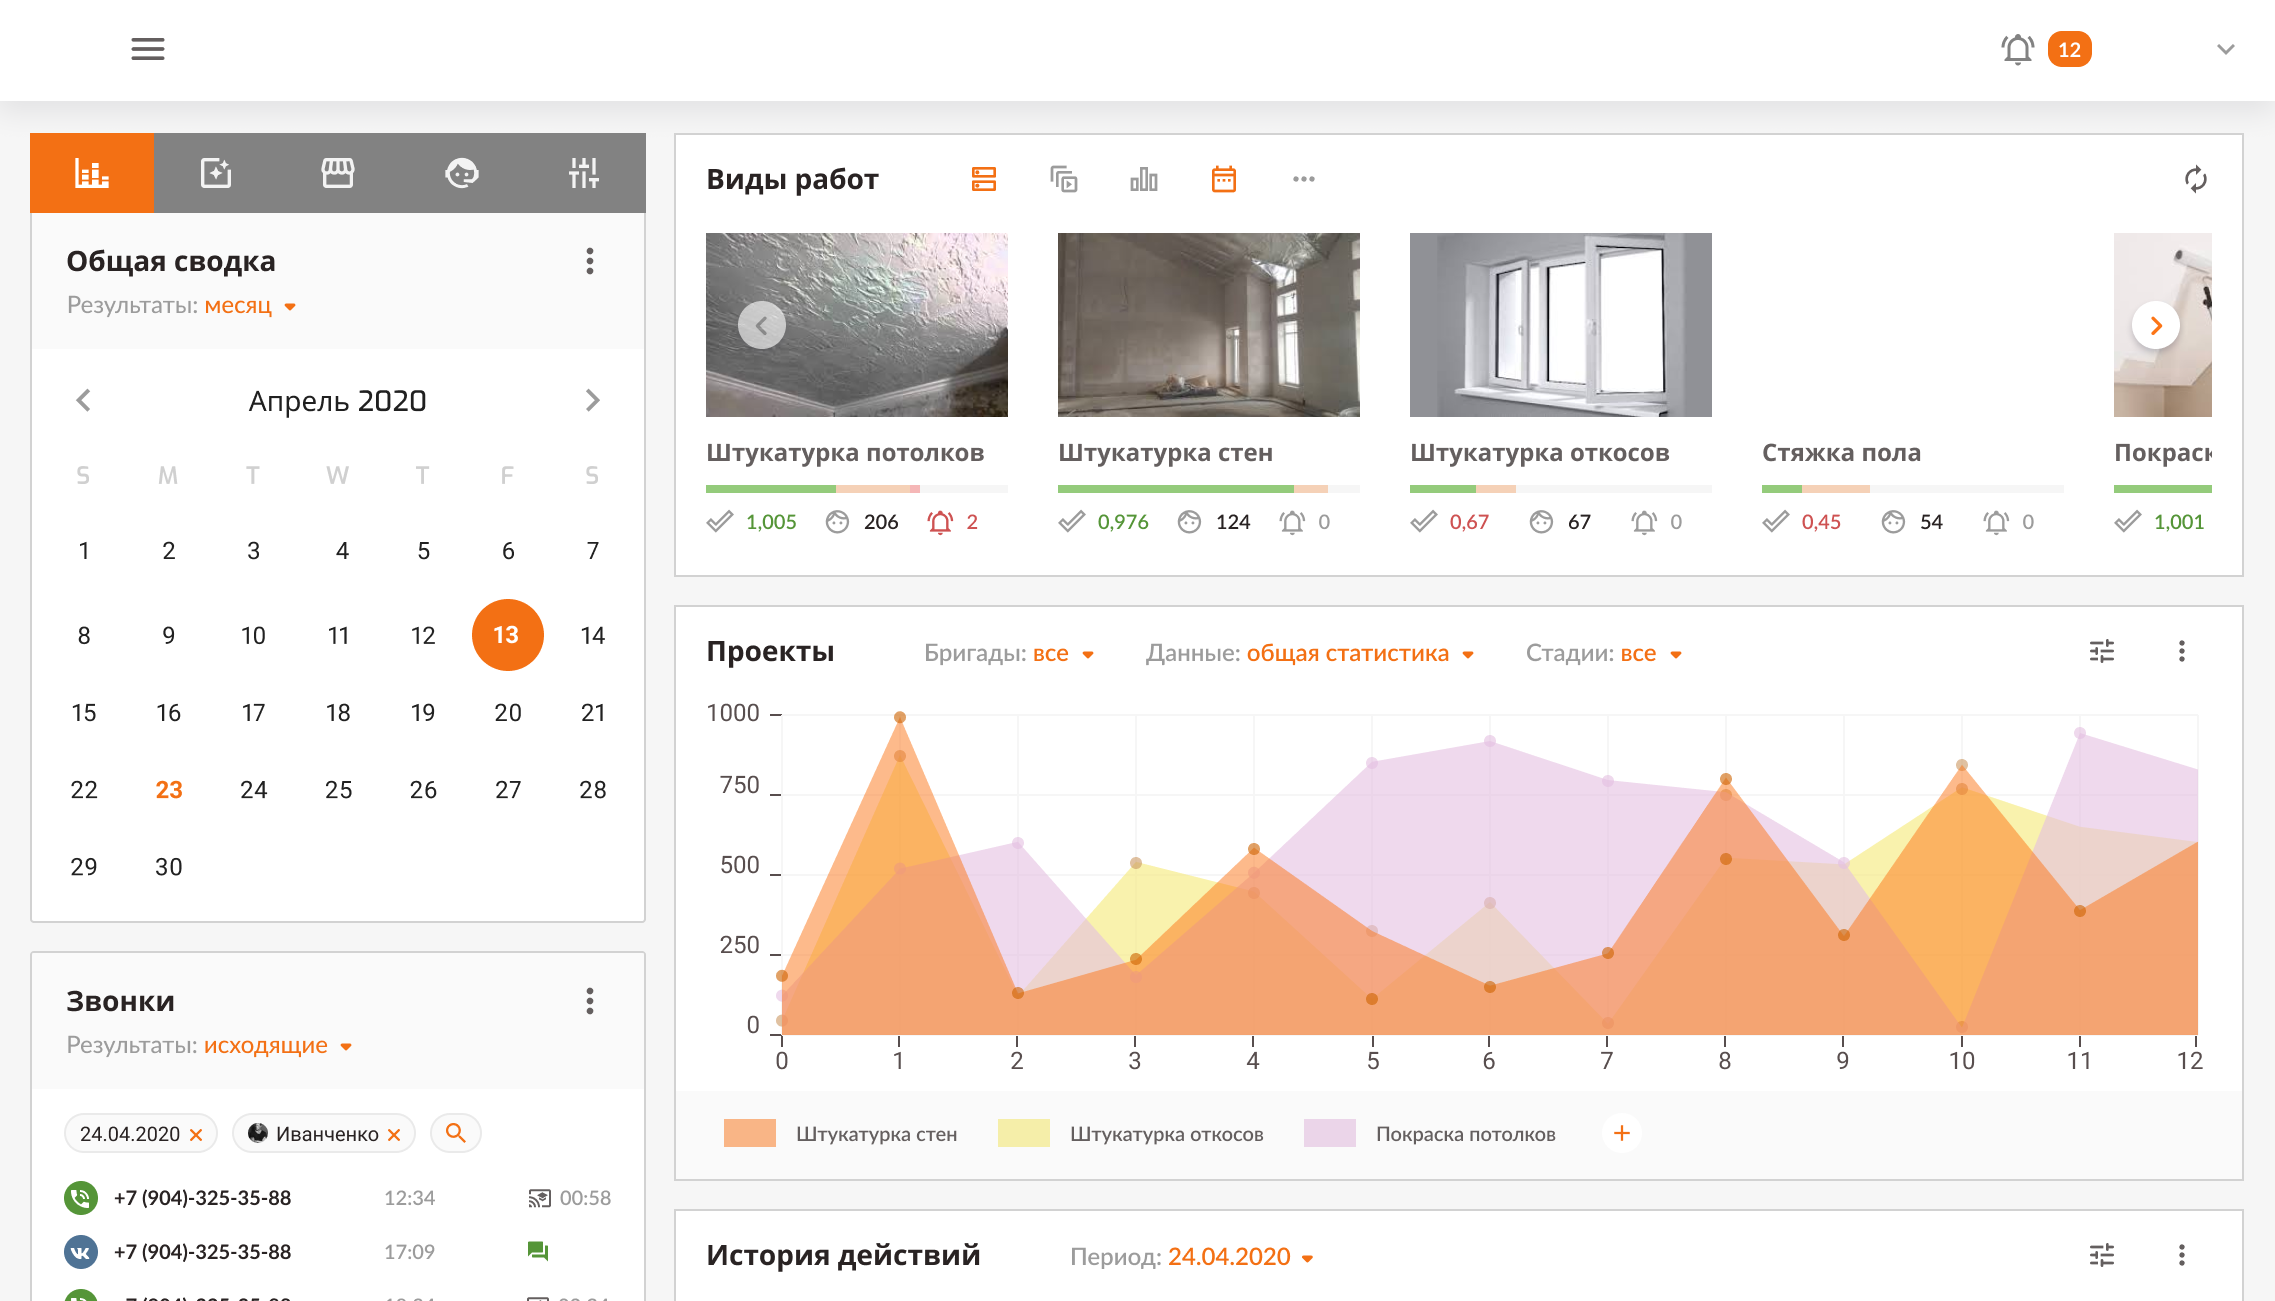 12
Общая сводка
Результаты: месяц
Апрель 2020
S M T W T F S
1 2 3 4 5 6 7
8 9 10 11 12 13 14
15 16 17 18 19 20 21
22 23 24 25 26 27 28
29 30
Звонки
Результаты: исходящие
24.04.2020 Иванченко
+7 (904)-325-35-88 12:34 00:58
+7 (904)-325-35-88 17:09
Виды работ
Штукатурка потолков
1,005 206 2
Штукатурка стен
0,976 124 0
Штукатурка откосов
0,67 67 0
Стяжка пола
0,45 54 0
Покраск
1,001
Проекты Бригады: все Данные: общая статистика Стадии: все
1000
750
500
250
0
0 1 2 3 4 5 6 7 8 9 10 11 12
Штукатурка стен Штукатурка откосов Покраска потолков
История действий Период: 24.04.2020